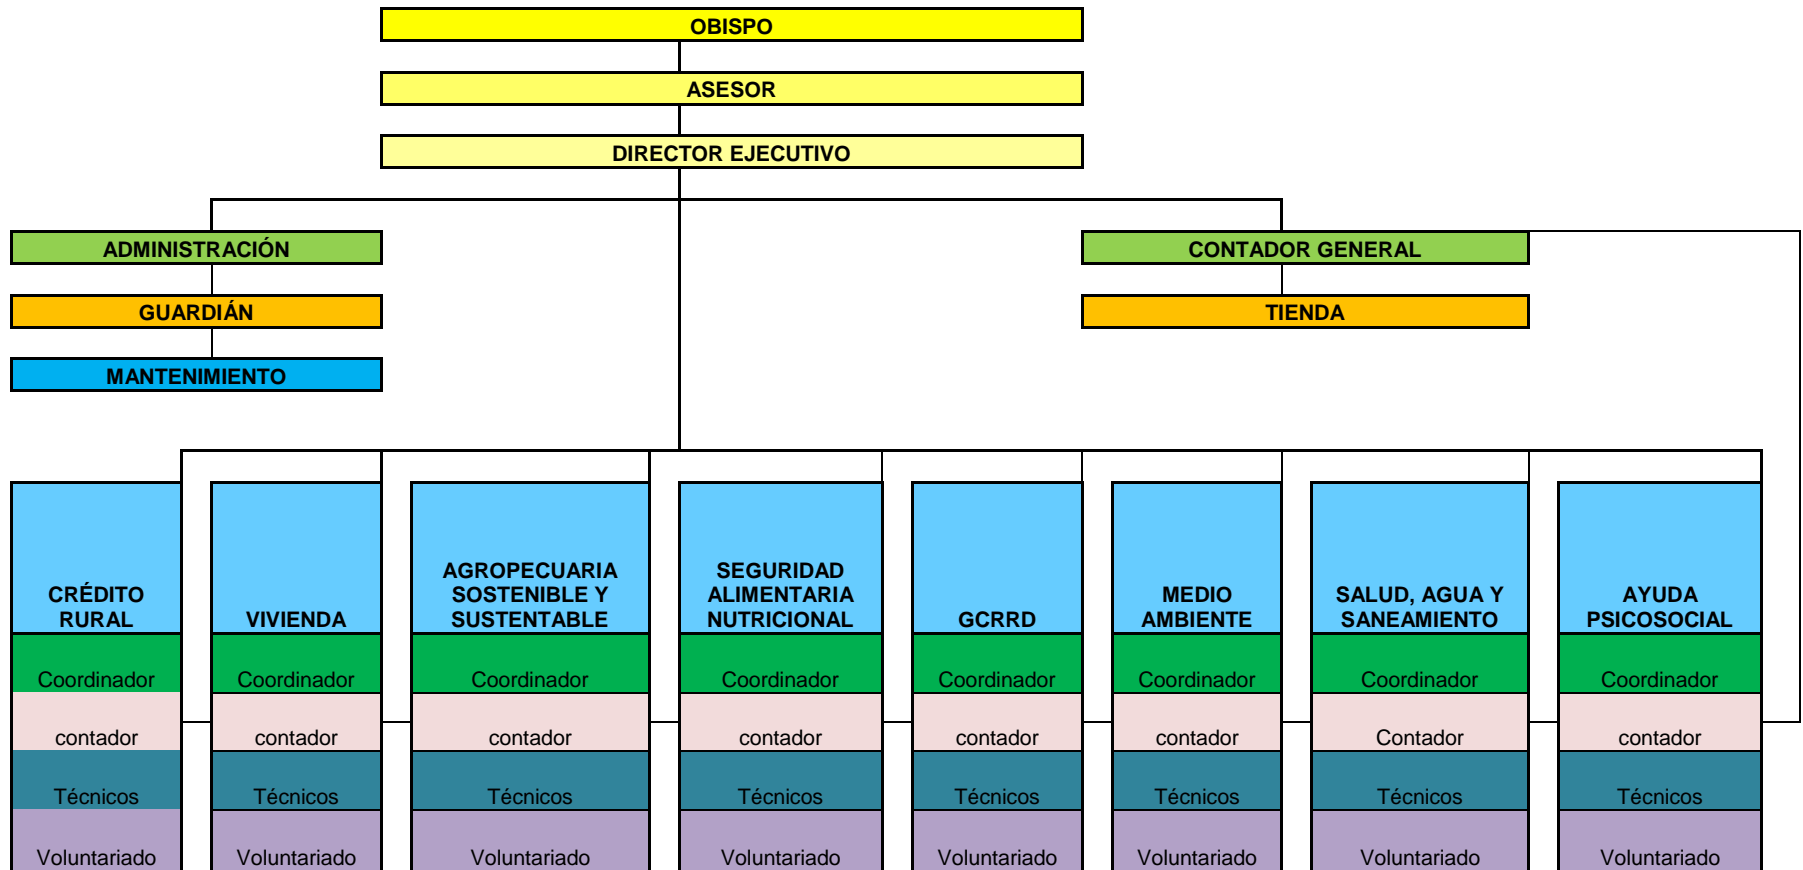 OBISPO
ASESOR
DIRECTOR EJECUTIVO
ADMINISTRACIÓN
CONTADOR GENERAL
GUARDIÁN
TIENDA
MANTENIMIENTO
CRÉDITO
RURAL
VIVIENDA
AGROPECUARIA
SOSTENIBLE Y
SUSTENTABLE
SEGURIDAD
ALIMENTARIA
NUTRICIONAL
GCRRD
MEDIO
AMBIENTE
SALUD, AGUA Y
SANEAMIENTO
AYUDA
PSICOSOCIAL
Coordinador
Coordinador
Coordinador
Coordinador
Coordinador
Coordinador
Coordinador
Coordinador
contador
contador
contador
contador
contador
contador
Contador
contador
Técnicos
Técnicos
Técnicos
Técnicos
Técnicos
Técnicos
Técnicos
Técnicos
Voluntariado
Voluntariado
Voluntariado
Voluntariado
Voluntariado
Voluntariado
Voluntariado
Voluntariado